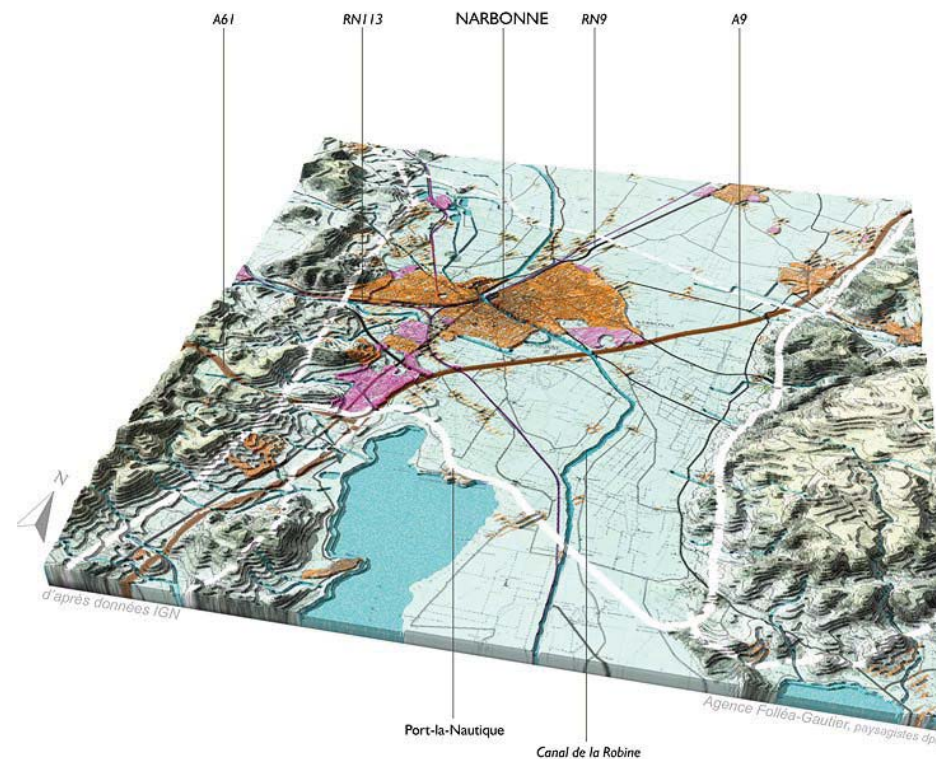 A61
RN113
NARBONNE
RN9
A9
N
d'après données IGN
Agence Folléa-Gautier, paysagistes dp
Port-la-Nautique
Canal de la Robine